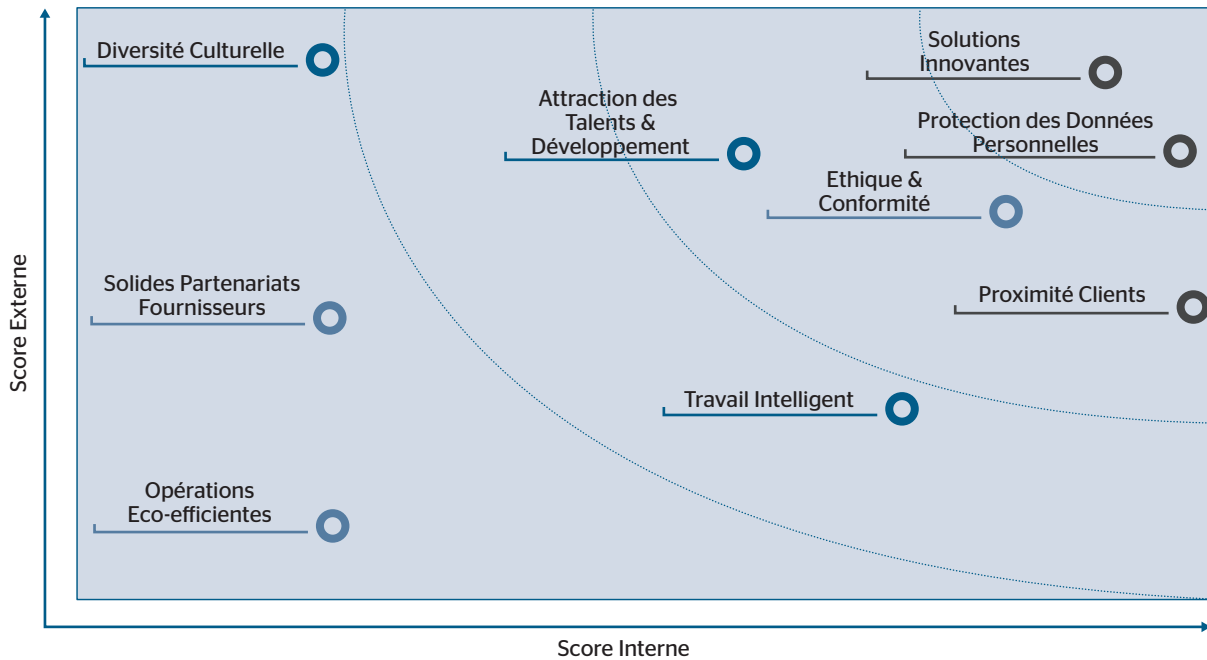 Diversité Culturelle
Solutions
Innovantes
Attraction des
Talents &
Développement
Protection des Données
Personnelles
Ethique &
Conformité
Solides Partenariats
Fournisseurs
Proximité Clients
Travail Intelligent
Opérations
Eco-efficientes
Score Externe
Score Interne